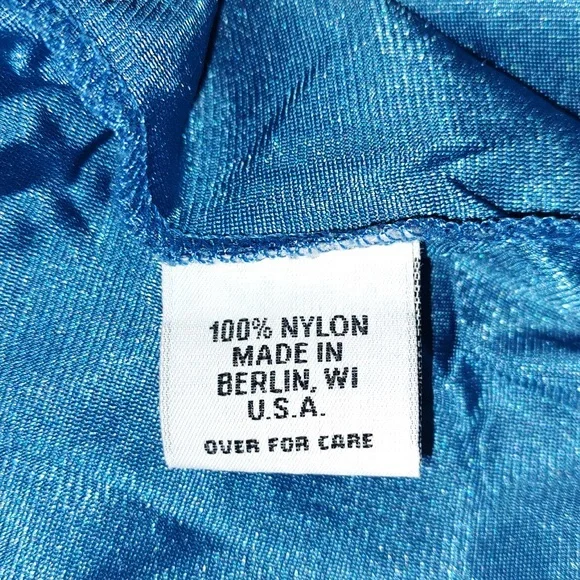 100% NYLON
MADE IN
BERLIN, WI
U.S.A.
OVER FOR CARE